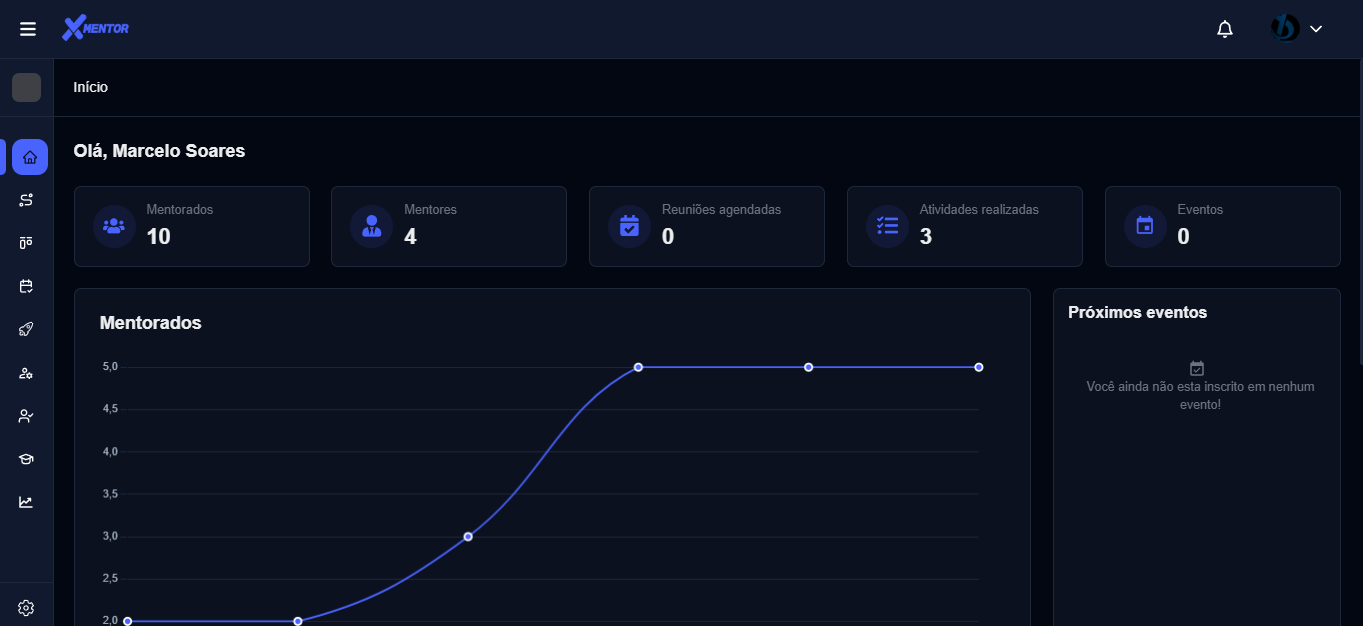 XMENTOR
Início
Olá, Marcelo Soares
Mentorados
10
Mentores
4
Reuniões agendadas
0
Atividades realizadas
3
Eventos
0
Mentorados
5,0
4,5
4,0
3,5
3,0
2,5
2,0
Próximos eventos
Você ainda não esta inscrito em nenhum
evento!